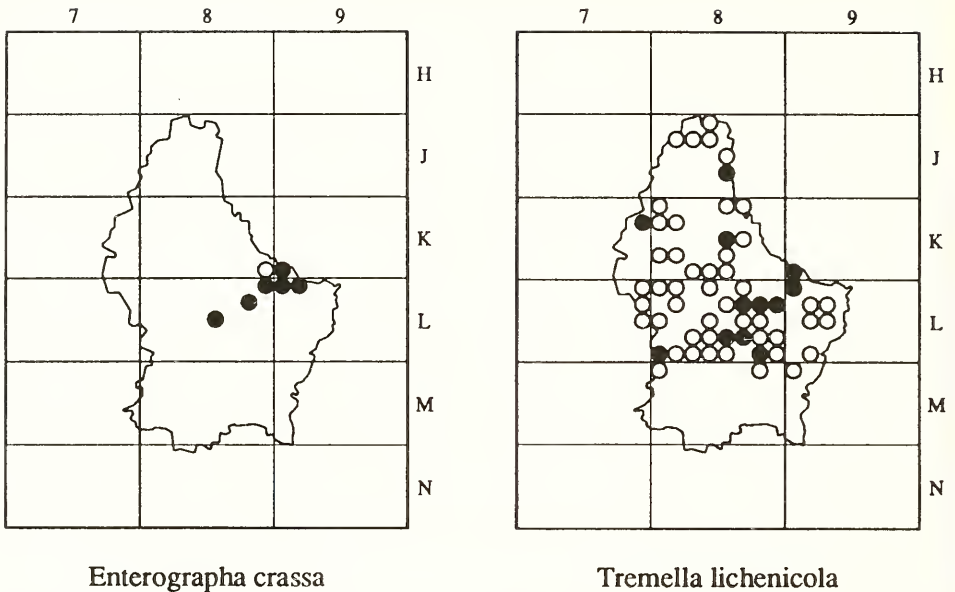 7 8 9
H
J
K
L
M
N
Enterographa crassa
7 8 9
H
J
K
L
M
N
Tremella lichenicola